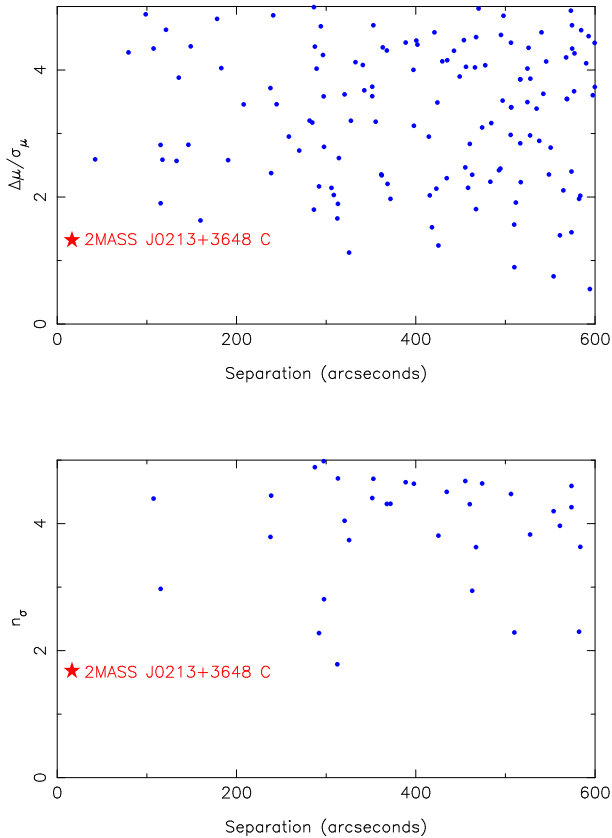 4
2
0
Δμ/σμ
2MASS J0213+3648 C
0 200 400 600
Separation (arcseconds)
4
2
0
nσ
2MASS J0213+3648 C
0 200 400 600
Separation (arcseconds)